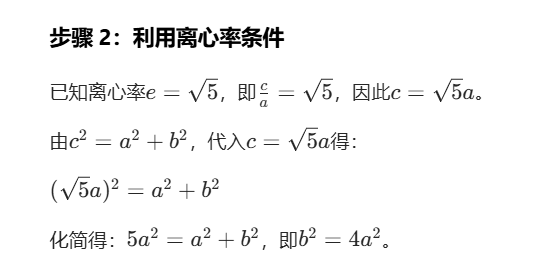 步骤 2：利用离心率条件
已知离心率e = √5，即c/a = √5，因此c = √5a。
由c² = a² + b²，代入c = √5a得：
(√5a)² = a² + b²
化简得：5a² = a² + b²，即b² = 4a²。